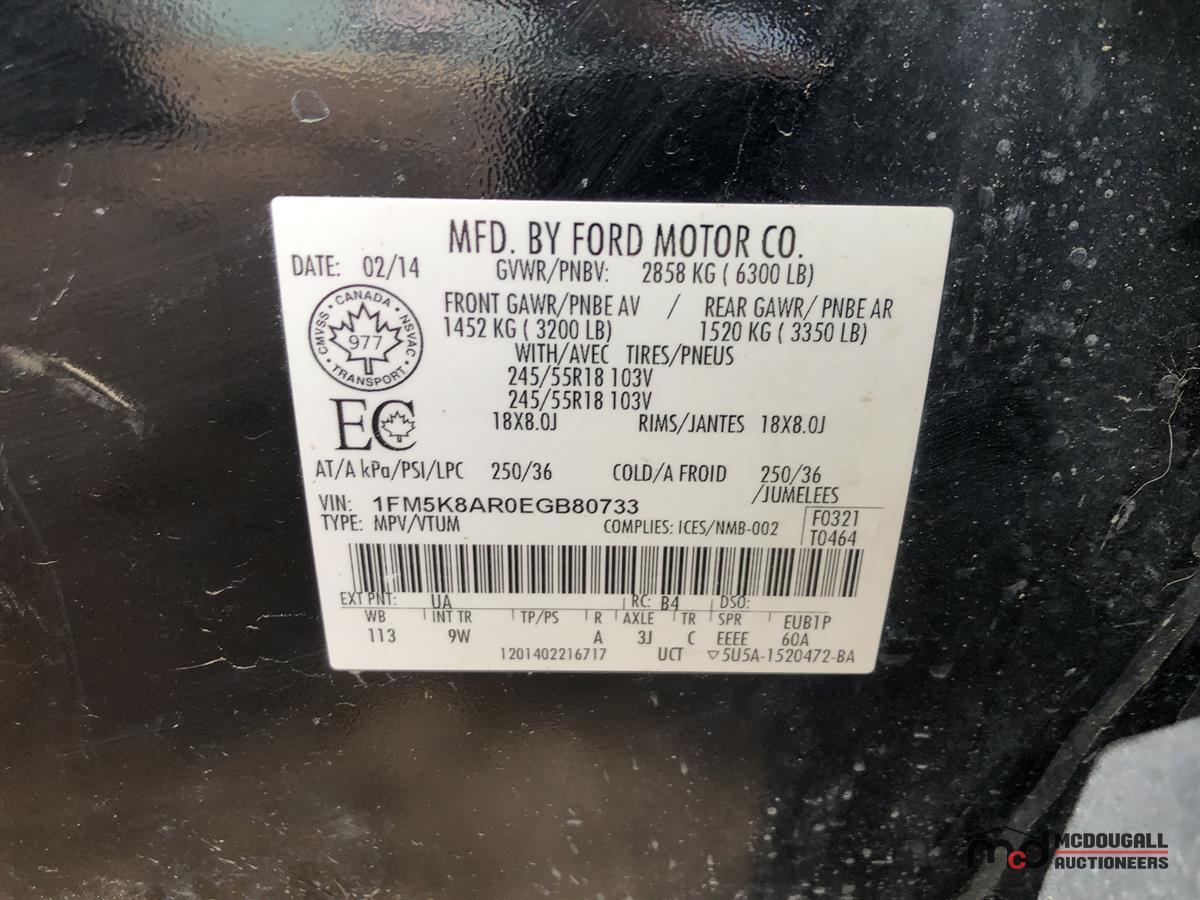 MFD. BY FORD MOTOR CO.
DATE: 02/14 GVWR/PNBV: 2858 KG ( 6300 LB)
FRONT GAWR/PNBE AV / REAR GAWR/ PNBE AR
1452 KG ( 3200 LB) 1520 KG ( 3350 LB)
WITH/AVEC TIRES/PNEUS
245/55R18 103V
245/55R18 103V
18X8.0J RIMS/JANTES 18X8.0J
CANADA
CMVSS • NSVAC
977
TRANSPORT
EC
AT/A kPa/PSI/LPC 250/36 COLD/A FROID 250/36
/JUMELEES
VIN: 1FM5K8AR0EGB80733
TYPE: MPV/VTUM COMPLIES: ICES/NMB-002
F0321
T0464
EXT PNT: UA RC: B4 DSO:
WB INT TR TP/PS R AXLE TR SPR EUB1P
113 9W A 3J C EEEE 60A
1201402216717 UCT ▽5U5A-1520472-BA
mcd MCDOUGALL
AUCTIONEERS